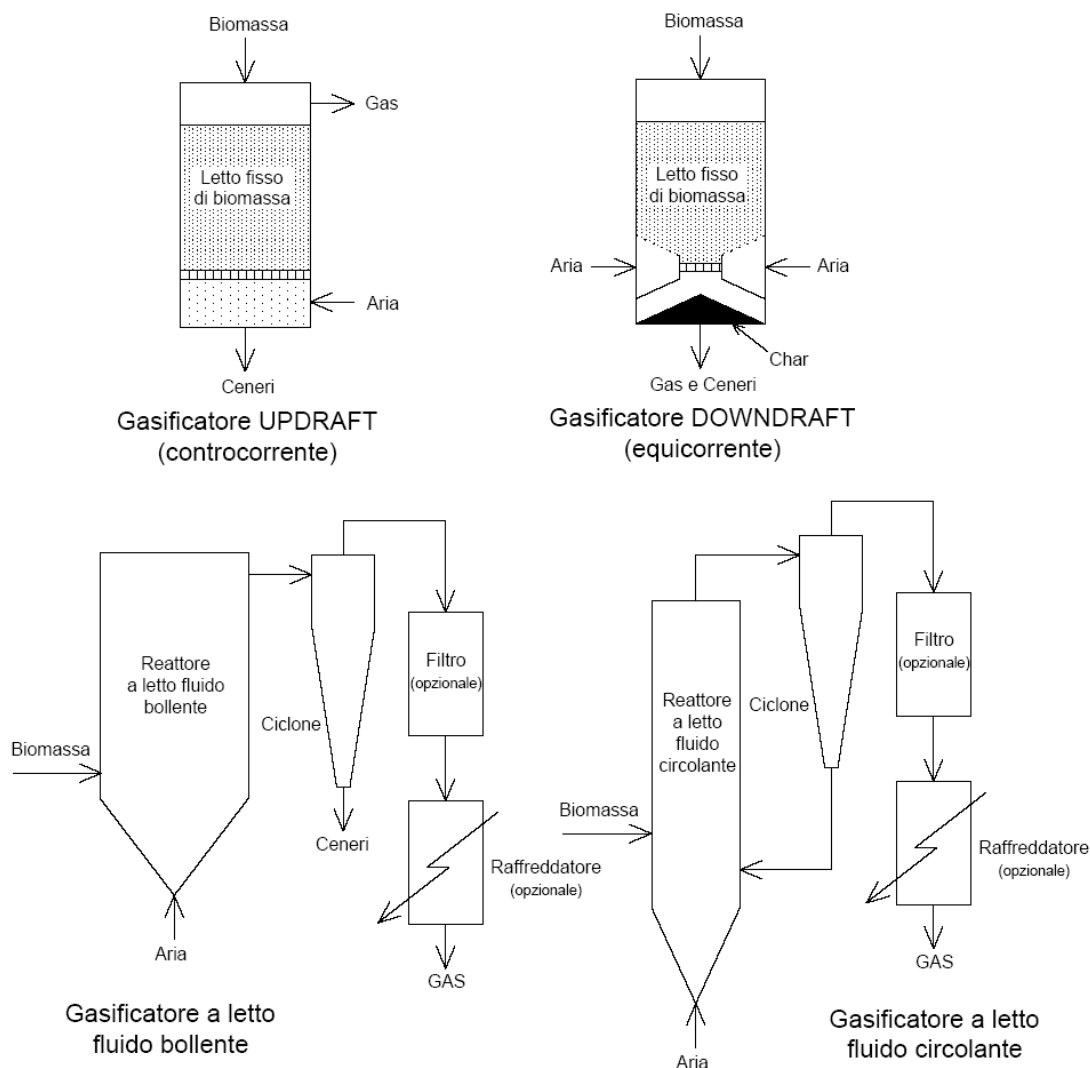 Biomassa
Gas
Letto fisso
di biomassa
Aria
Ceneri
Gasificatore UPDRAFT
(controcorrente)
Biomassa
Letto fisso
di biomassa
Aria
Aria
Char
Gas e Ceneri
Gasificatore DOWNDRAFT
(equicorrente)
Reattore
a letto fluido
bollente
Biomassa
Aria
Ciclone
Ceneri
Filtro
(opzionale)
Raffreddatore
(opzionale)
GAS
Gasificatore a letto
fluido bollente
Reattore
a letto
fluido
circolante
Biomassa
Aria
Ciclone
Filtro
(opzionale)
Raffreddatore
(opzionale)
GAS
Gasificatore a letto
fluido circolante